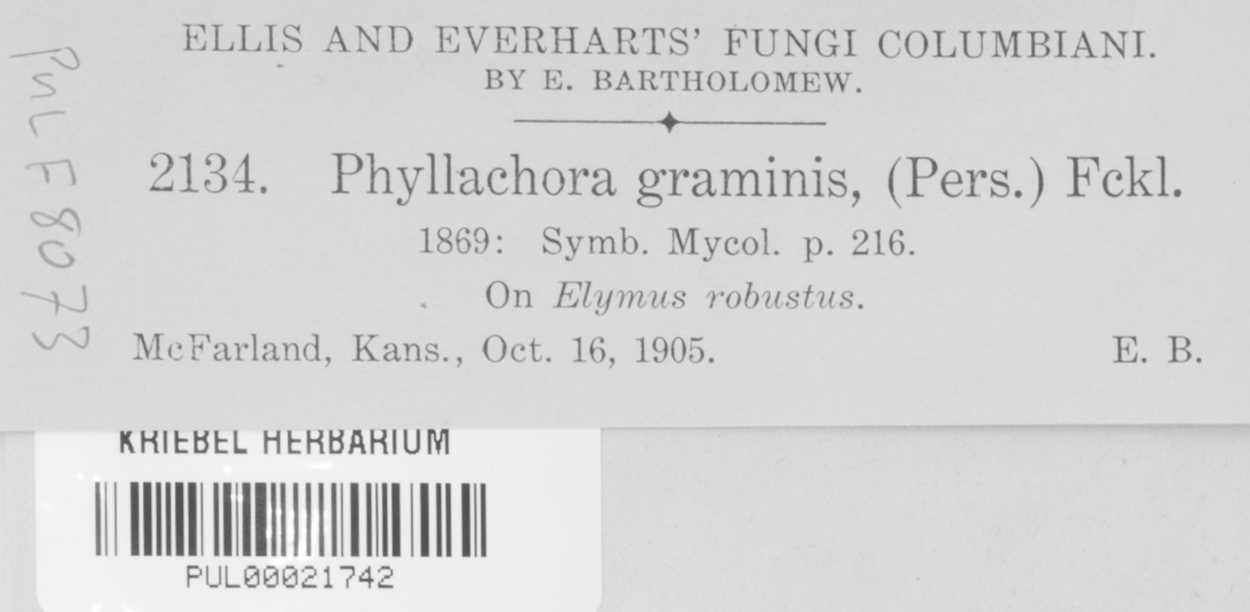 ELLIS AND EVERHARTS' FUNGI COLUMBIANI.
BY E. BARTHOLOMEW.
2134. Phyllachora graminis, (Pers.) Fckl.
1869: Symb. Mycol. p. 216.
On Elymus robustus.
McFarland, Kans., Oct. 16, 1905. E. B.
PUL F 8073
KRIEBEL HERBARIUM
PUL00021742